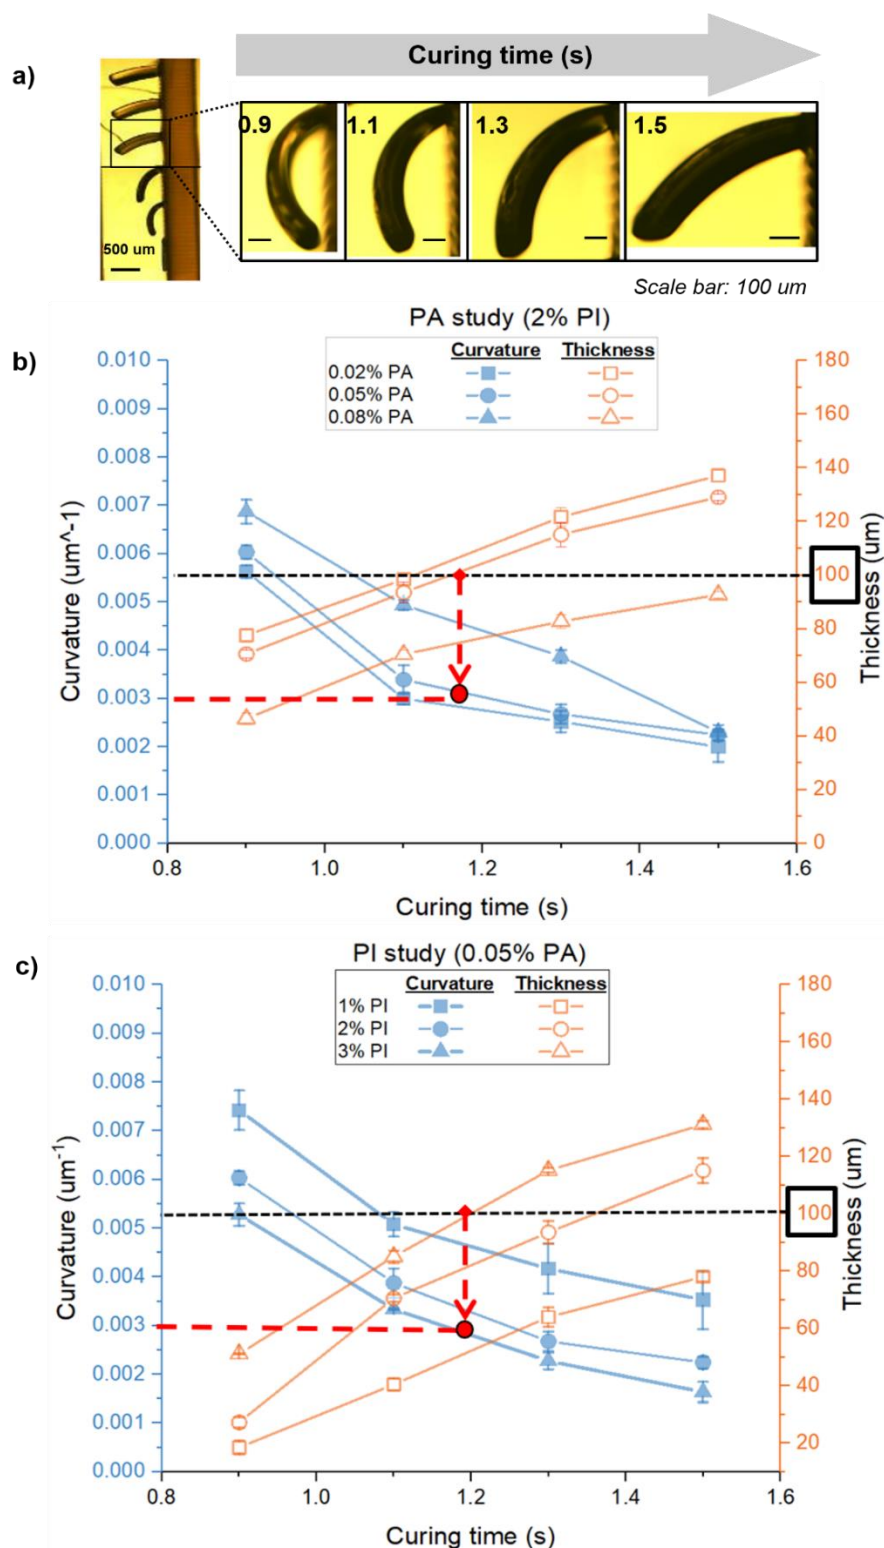 Curing time (s)
a)
0.9
1.1
1.3
1.5
500 um
Scale bar: 100 um
PA study (2% PI)
b)
Curvature Thickness
0.02% PA
0.05% PA
0.08% PA
0.010
0.009
0.008
0.007
0.006
0.005
0.004
0.003
0.002
0.001
0.000
Curvature (um^-1)
180
160
140
120
100
80
60
40
20
0
Thickness (um)
0.8 1.0 1.2 1.4 1.6
Curing time (s)
c)
PI study (0.05% PA)
Curvature Thickness
1% PI
2% PI
3% PI
0.010
0.009
0.008
0.007
0.006
0.005
0.004
0.003
0.002
0.001
0.000
Curvature (um⁻¹)
180
160
140
120
100
80
60
40
20
Thickness (um)
0.8 1.0 1.2 1.4 1.6
Curing time (s)